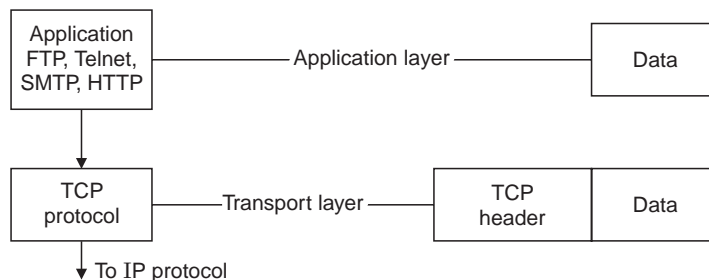 Application
FTP, Telnet,
SMTP, HTTP
Application layer
Data
TCP
protocol
Transport layer
TCP
header
Data
To IP protocol